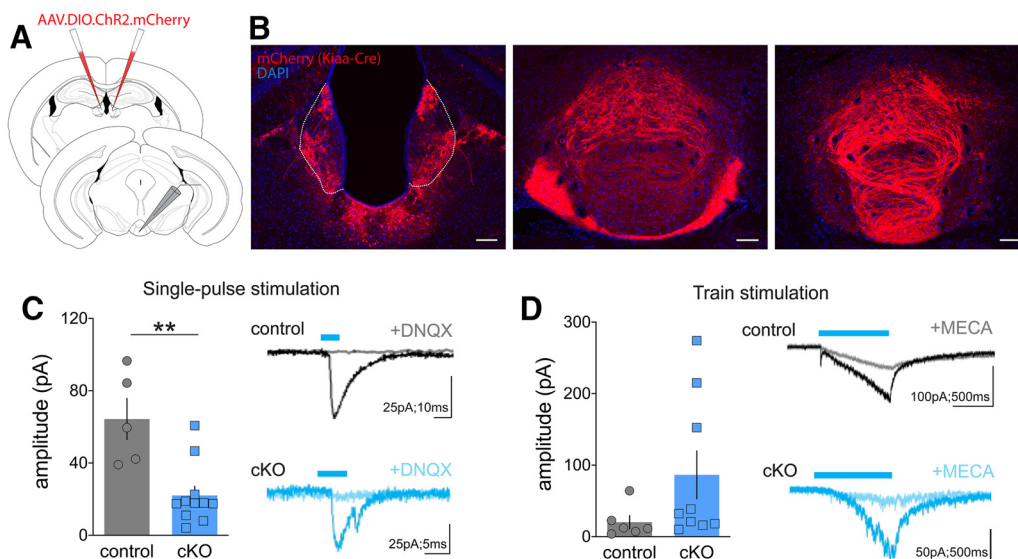 A
AAV.DIO.ChR2.mCherry
B
mCherry (Klaa-Cre)
DAPI
C
Single-pulse stimulation
amplitude (pA)
120
80
40
0
**
control
cKO
control
+DNQX
25pA;10ms
cKO
+DNQX
25pA;5ms
D
Train stimulation
amplitude (pA)
300
200
100
0
control
cKO
control
+MECA
100pA;500ms
cKO
+MECA
50pA;500ms